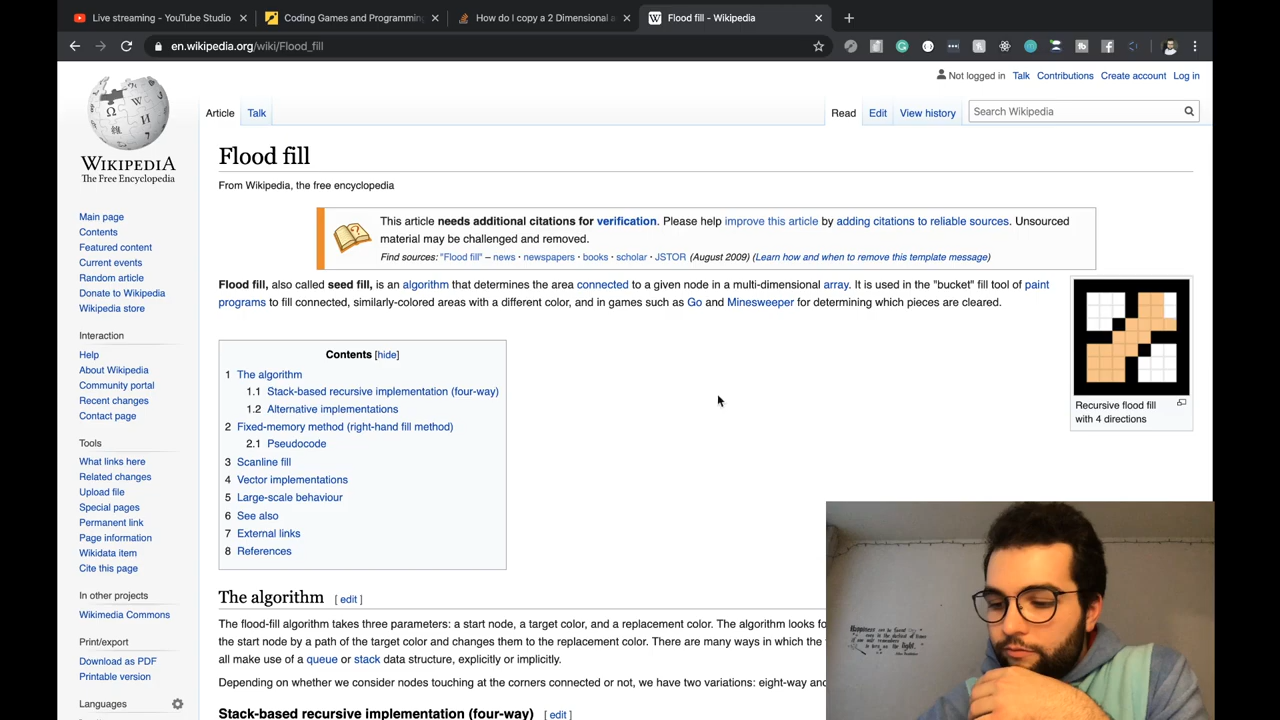 Live streaming - YouTube Studio
Coding Games and Programmin
How do I copy a 2 Dimensional a
Flood fill - Wikipedia
en.wikipedia.org/wiki/Flood_fill
Not logged in Talk Contributions Create account Log in
Article Talk
Read Edit View history
Search Wikipedia
WIKIPEDIA
The Free Encyclopedia
Main page
Contents
Featured content
Current events
Random article
Donate to Wikipedia
Wikipedia store
Interaction
Help
About Wikipedia
Community portal
Recent changes
Contact page
Tools
What links here
Related changes
Upload file
Special pages
Permanent link
Page information
Wikidata item
Cite this page
In other projects
Wikimedia Commons
Print/export
Download as PDF
Printable version
Languages
Flood fill
From Wikipedia, the free encyclopedia
This article needs additional citations for verification. Please help improve this article by adding citations to reliable sources. Unsourced
material may be challenged and removed.
Find sources: "Flood fill" – news · newspapers · books · scholar · JSTOR (August 2009) (Learn how and when to remove this template message)
Flood fill, also called seed fill, is an algorithm that determines the area connected to a given node in a multi-dimensional array. It is used in the "bucket" fill tool of paint
programs to fill connected, similarly-colored areas with a different color, and in games such as Go and Minesweeper for determining which pieces are cleared.
Recursive flood fill
with 4 directions
Contents [hide]
1 The algorithm
1.1 Stack-based recursive implementation (four-way)
1.2 Alternative implementations
2 Fixed-memory method (right-hand fill method)
2.1 Pseudocode
3 Scanline fill
4 Vector implementations
5 Large-scale behaviour
6 See also
7 External links
8 References
The algorithm [ edit ]
The flood-fill algorithm takes three parameters: a start node, a target color, and a replacement color. The algorithm looks fo
the start node by a path of the target color and changes them to the replacement color. There are many ways in which the
all make use of a queue or stack data structure, explicitly or implicitly.
Depending on whether we consider nodes touching at the corners connected or not, we have two variations: eight-way and
Stack-based recursive implementation (four-way) [ edit ]